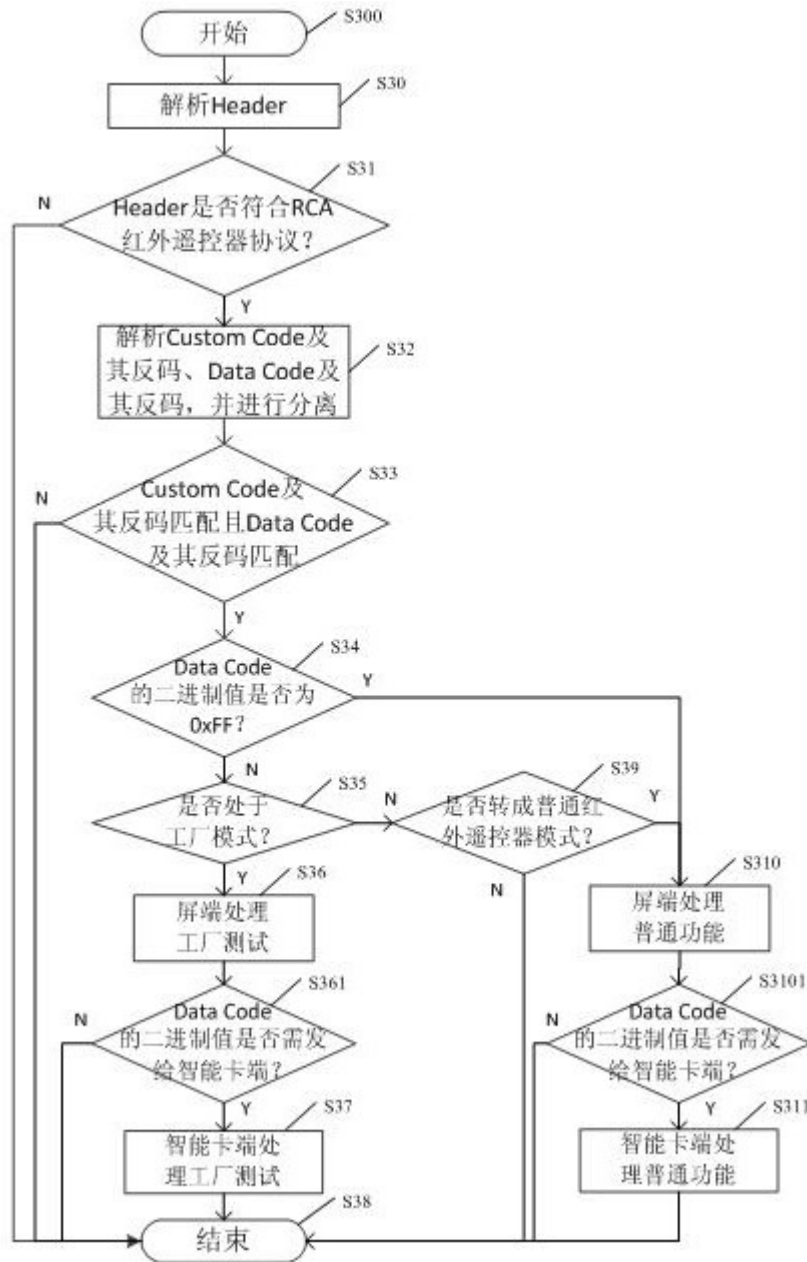 开始
S300
解析Header
S30
S31
N
Header是否符合RCA
红外遥控器协议?
Y
解析Custom Code及
其反码、Data Code及
其反码，并进行分离
S32
S33
N
Custom Code及
其反码匹配且Data Code
及其反码匹配
Y
S34
Data Code
的二进制值是否为
0xFF?
Y
N
S35
是否处于
工厂模式?
N
S39
是否转成普通红
外遥控器模式?
Y
N
Y
S36
屏端处理
工厂测试
S310
屏端处理
普通功能
S361
N
Data Code
的二进制值是否需发
给智能卡端?
Y
S3101
N
Data Code
的二进制值是否需发
给智能卡端?
Y
S37
智能卡端处
理工厂测试
S311
智能卡端处
理普通功能
S38
结束